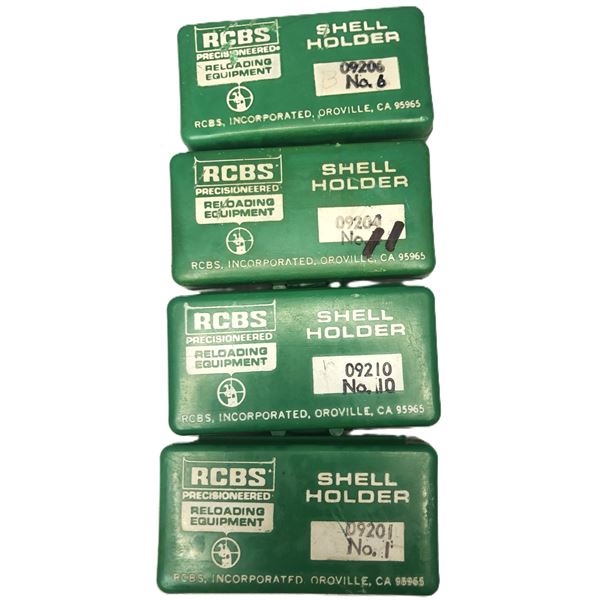 RCBS
PRECISIONEERED®
RELOADING
EQUIPMENT
SHELL
HOLDER
09206
No. 6
RCBS, INCORPORATED, OROVILLE, CA 95965
RCBS
PRECISIONEERED
RELOADING
EQUIPMENT
SHELL
HOLDER
No. 11
RCBS, INCORPORATED, OROVILLE, CA 95965
RCBS
PRECISIONEERED
RELOADING
EQUIPMENT
SHELL
HOLDER
09210
No. 10
RCBS, INCORPORATED, OROVILLE, CA 95965
RCBS
PRECISIONEERED
RELOADING
EQUIPMENT
SHELL
HOLDER
09201
No. 1
RCBS, INCORPORATED, OROVILLE, CA 95965